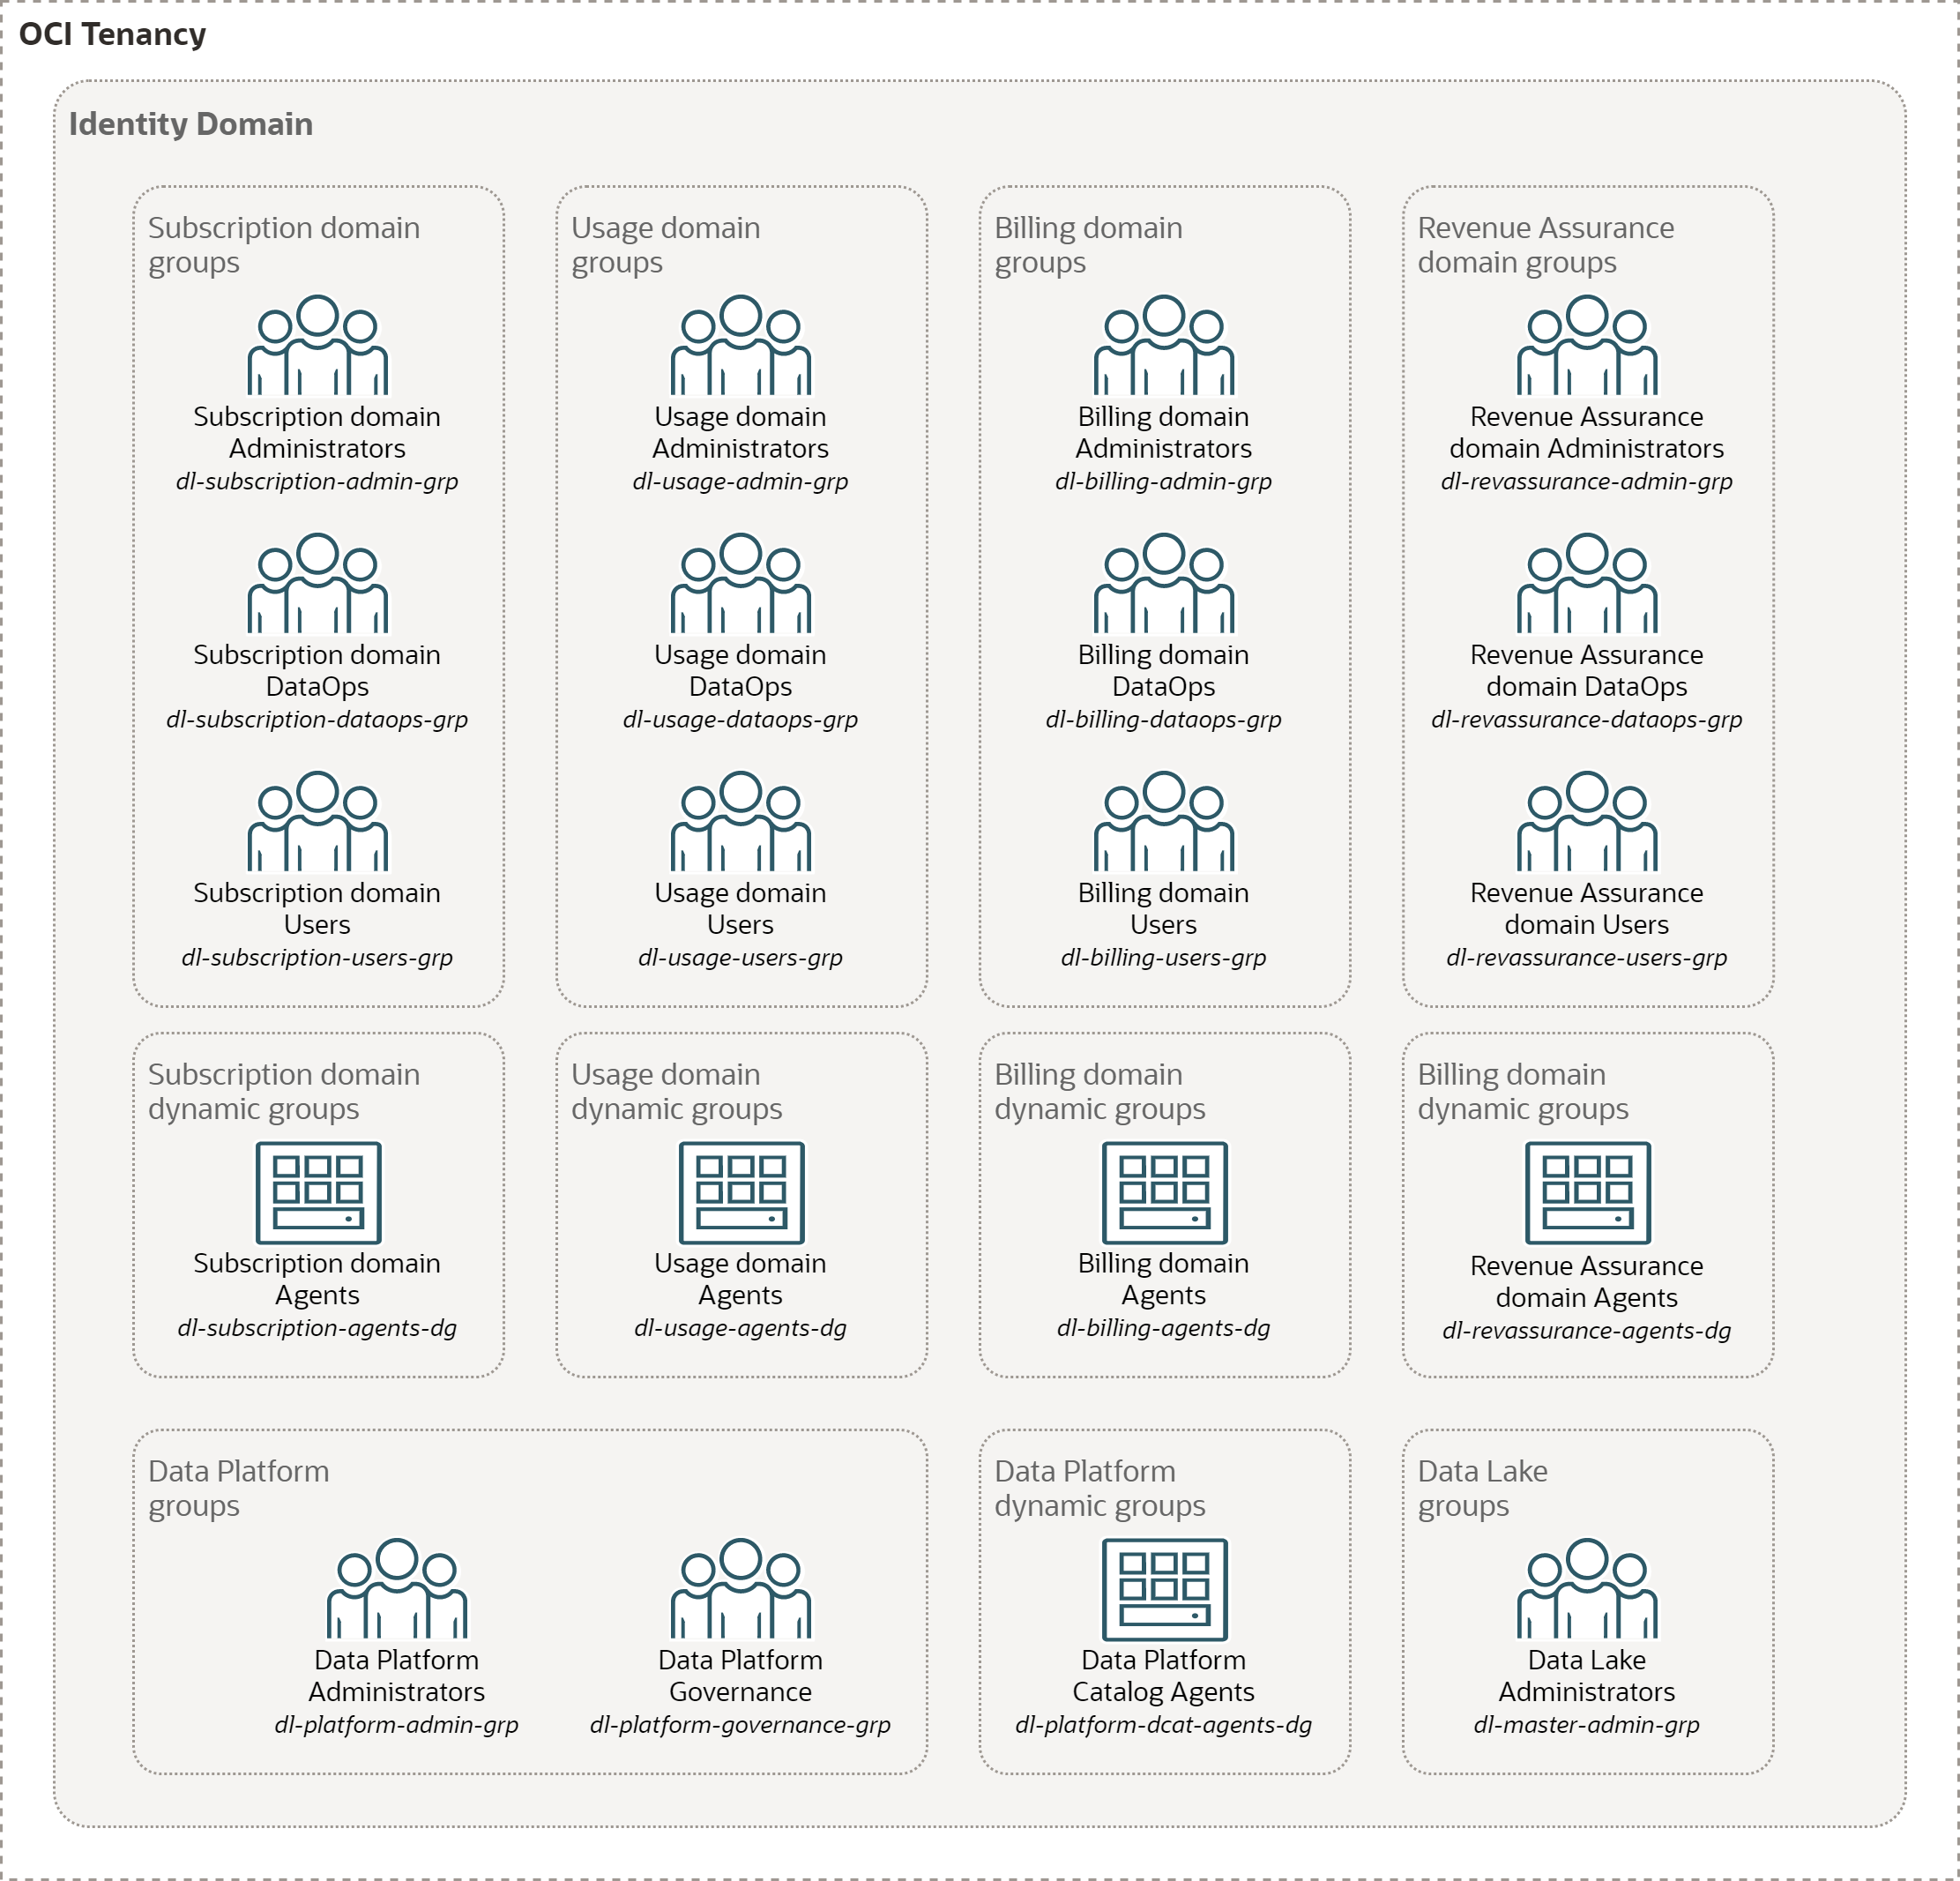 OCI Tenancy
Identity Domain
Subscription domain
groups
Subscription domain
Administrators
dl-subscription-admin-grp
Subscription domain
DataOps
dl-subscription-dataops-grp
Subscription domain
Users
dl-subscription-users-grp
Usage domain
groups
Usage domain
Administrators
dl-usage-admin-grp
Usage domain
DataOps
dl-usage-dataops-grp
Usage domain
Users
dl-usage-users-grp
Billing domain
groups
Billing domain
Administrators
dl-billing-admin-grp
Billing domain
DataOps
dl-billing-dataops-grp
Billing domain
Users
dl-billing-users-grp
Revenue Assurance
domain groups
Revenue Assurance
domain Administrators
dl-revassurance-admin-grp
Revenue Assurance
domain DataOps
dl-revassurance-dataops-grp
Revenue Assurance
domain Users
dl-revassurance-users-grp
Subscription domain
dynamic groups
Subscription domain
Agents
dl-subscription-agents-dg
Usage domain
dynamic groups
Usage domain
Agents
dl-usage-agents-dg
Billing domain
dynamic groups
Billing domain
Agents
dl-billing-agents-dg
Billing domain
dynamic groups
Revenue Assurance
domain Agents
dl-revassurance-agents-dg
Data Platform
groups
Data Platform
Administrators
dl-platform-admin-grp
Data Platform
Governance
dl-platform-governance-grp
Data Platform
dynamic groups
Data Platform
Catalog Agents
dl-platform-dcat-agents-dg
Data Lake
groups
Data Lake
Administrators
dl-master-admin-grp